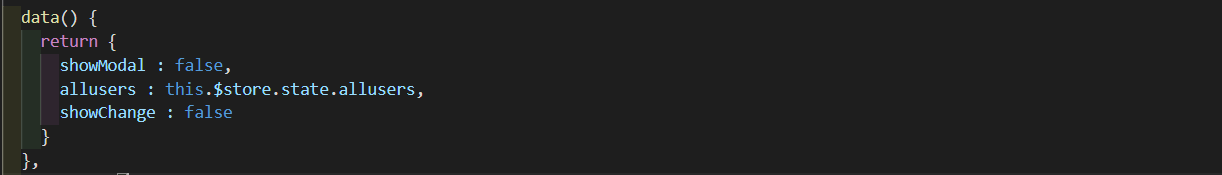 data() {
return {
showModal : false,
allusers : this.$store.state.allusers,
showChange : false
}
},